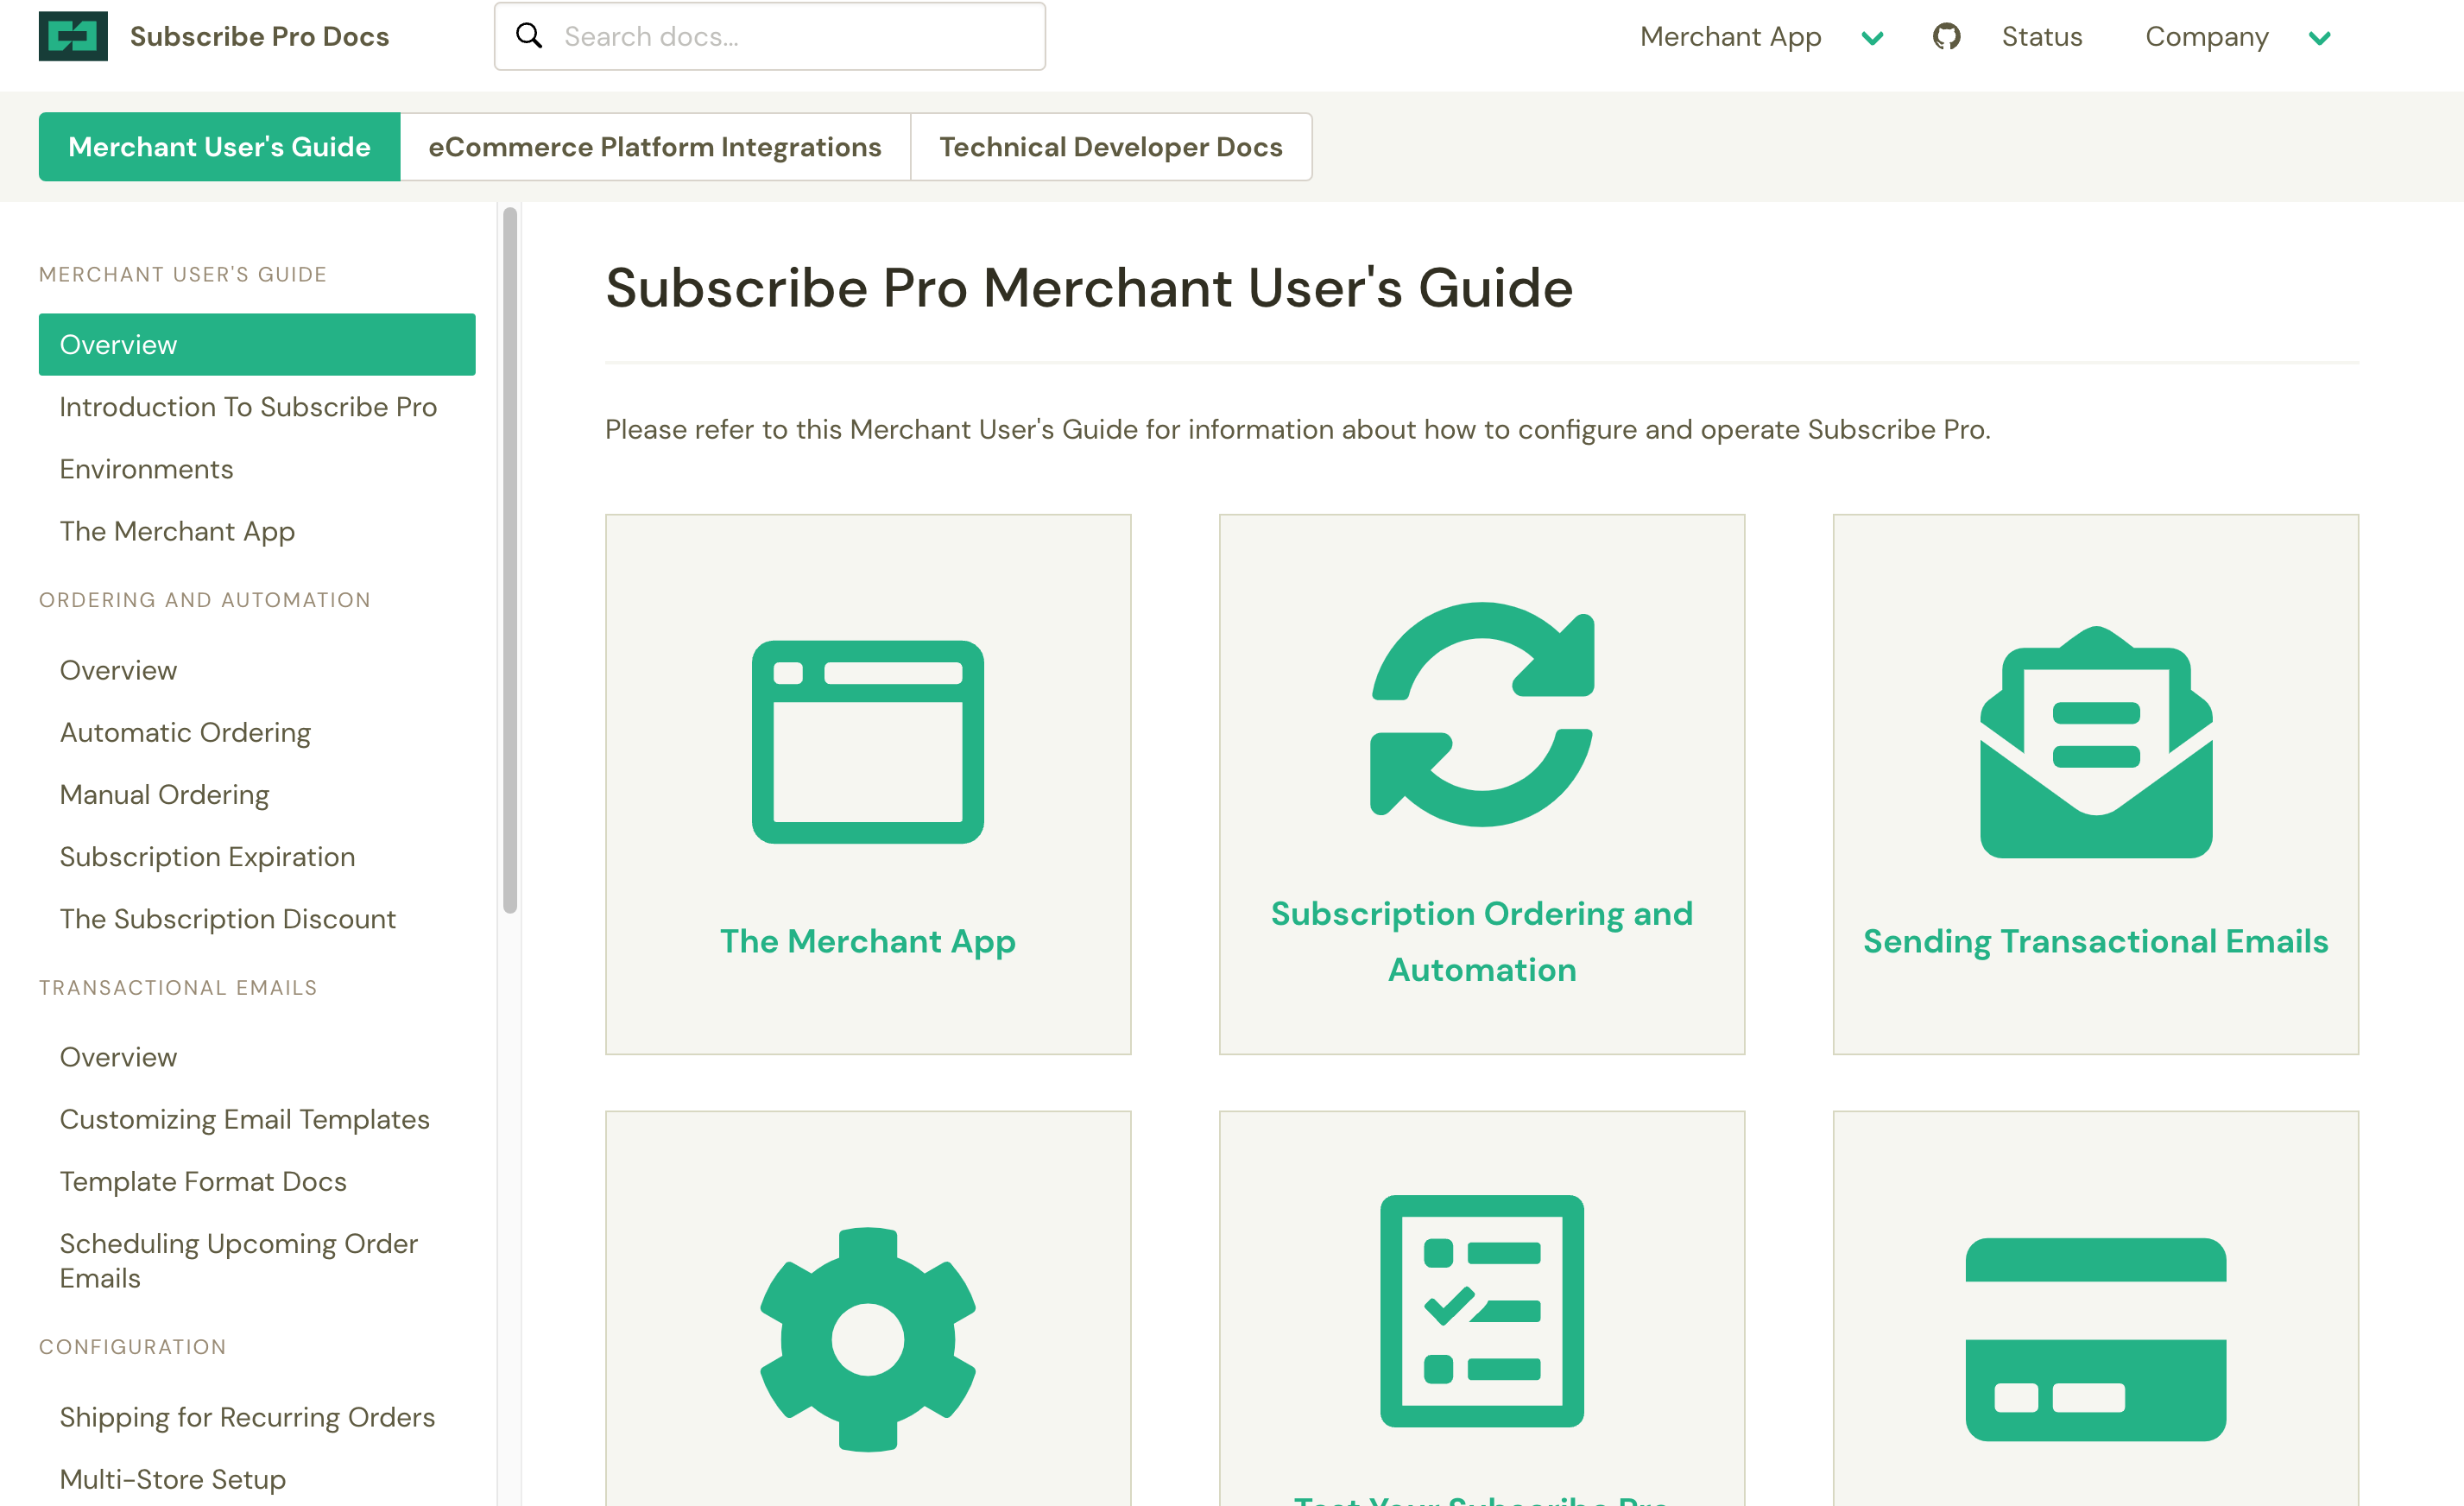 Subscribe Pro Docs
Search docs...
Merchant App
Status
Company
Merchant User's Guide
eCommerce Platform Integrations
Technical Developer Docs
MERCHANT USER'S GUIDE
Overview
Introduction To Subscribe Pro
Environments
The Merchant App
ORDERING AND AUTOMATION
Overview
Automatic Ordering
Manual Ordering
Subscription Expiration
The Subscription Discount
TRANSACTIONAL EMAILS
Overview
Customizing Email Templates
Template Format Docs
Scheduling Upcoming Order
Emails
CONFIGURATION
Shipping for Recurring Orders
Multi-Store Setup
Subscribe Pro Merchant User's Guide
Please refer to this Merchant User's Guide for information about how to configure and operate Subscribe Pro.
The Merchant App
Subscription Ordering and
Automation
Sending Transactional Emails
Test Your Subscribe Pro